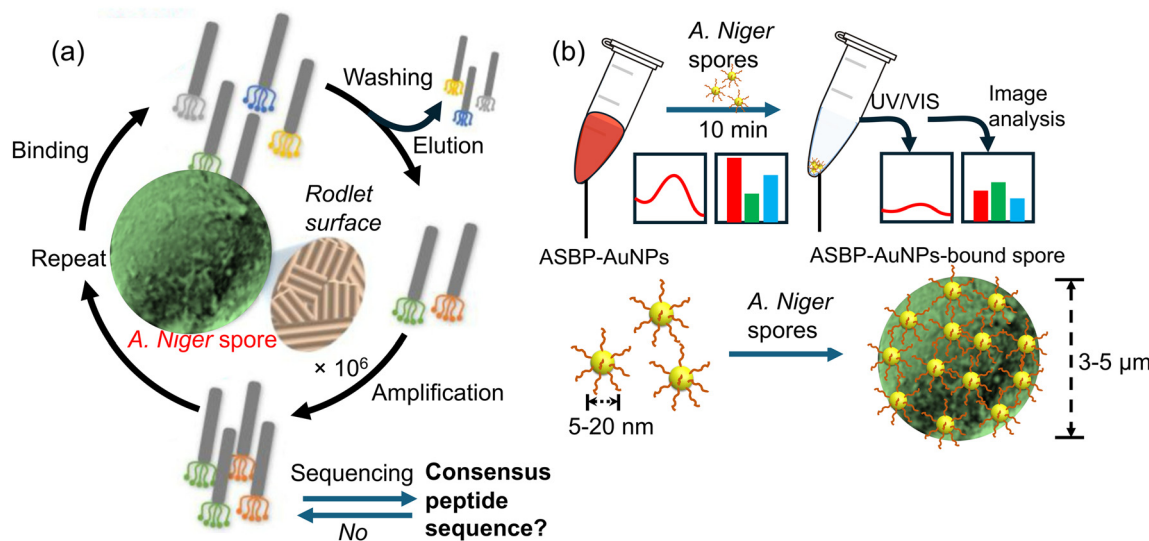 (a)
Washing
Elution
Binding
Rodlet
surface
Repeat
A. Niger spore
× 10⁶
Amplification
Sequencing
No
Consensus
peptide
sequence?
(b)
A. Niger
spores
10 min
UV/VIS
Image
analysis
ASBP-AuNPs
ASBP-AuNPs-bound spore
A. Niger
spores
5-20 nm
3-5 µm